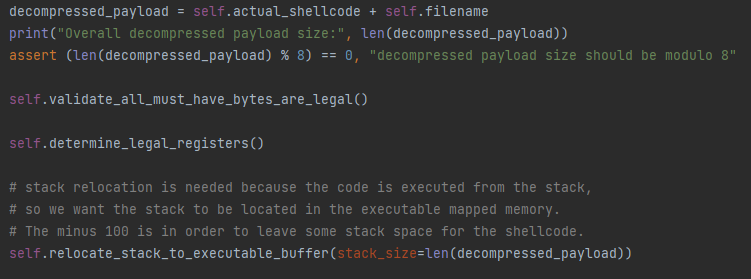 decompressed_payload = self.actual_shellcode + self.filename
print("Overall decompressed payload size:", len(decompressed_payload))
assert (len(decompressed_payload) % 8) == 0, "decompressed payload size should be modulo 8"
self.validate_all_must_have_bytes_are_legal()
self.determine_legal_registers()
# stack relocation is needed because the code is executed from the stack,
# so we want the stack to be located in the executable mapped memory.
# The minus 100 is in order to leave some stack space for the shellcode.
self.relocate_stack_to_executable_buffer(stack_size=len(decompressed_payload))